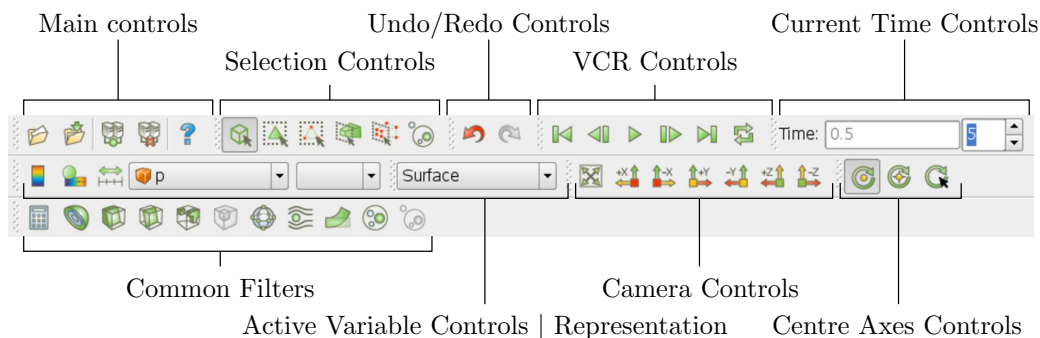 Main controls Undo/Redo Controls Current Time Controls
Selection Controls VCR Controls
? Time: 0.5 5
p Surface +X -X +Y -Y +Z -Z
Common Filters Camera Controls
Active Variable Controls | Representation Centre Axes Controls